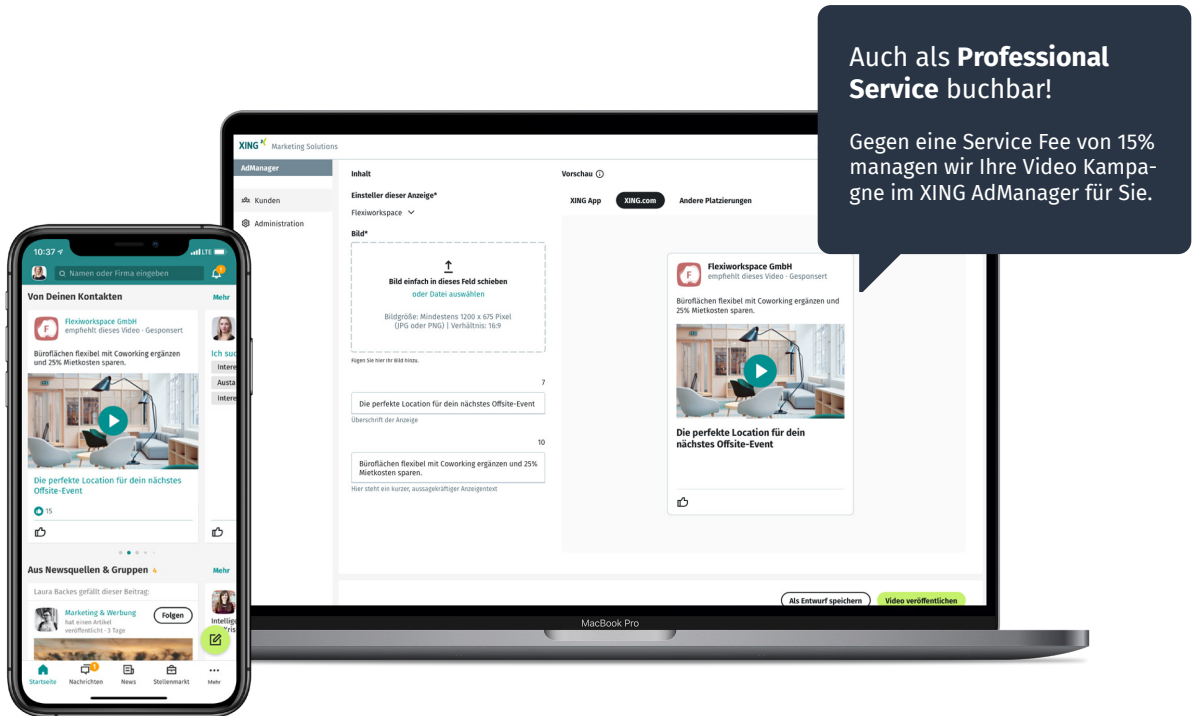 Auch als Professional
Service buchbar!
Gegen eine Service Fee von 15%
managen wir Ihre Video Kampa-
gne im XING AdManager für Sie.
XING Marketing Solutions
AdManager
Kunden
Administration
Inhalt
Einsteller dieser Anzeige*
Flexiworkspace
Bild*
Bild einfach in dieses Feld schieben
oder Datei auswählen
Bildgröße: Mindestens 1200 x 675 Pixel
(JPG oder PNG) | Verhältnis: 16:9
Fügen Sie hier Ihr Bild hinzu.
7
Die perfekte Location für dein nächstes Offsite-Event
Überschrift der Anzeige
10
Büroflächen flexibel mit Coworking ergänzen und 25%
Mietkosten sparen.
Hier steht ein kurzer, aussagekräftiger Anzeigentext
Vorschau
XING App XING.com Andere Platzierungen
F
Flexiworkspace GmbH
empfiehlt dieses Video · Gesponsert
Büroflächen flexibel mit Coworking ergänzen und
25% Mietkosten sparen.
Die perfekte Location für dein
nächstes Offsite-Event
Als Entwurf speichern Video veröffentlichen
MacBook Pro
10:37 LTE
Namen oder Firma eingeben
Von Deinen Kontakten Mehr
F
Flexiworkspace GmbH
empfiehlt dieses Video · Gesponsert
Büroflächen flexibel mit Coworking ergänzen
und 25% Mietkosten sparen.
Die perfekte Location für dein nächstes
Offsite-Event
15
Ich suc
Intere
Austa
Intere
Aus Newsquellen & Gruppen 4 Mehr
Laura Backes gefällt dieser Beitrag:
Marketing & Werbung
hat einen Artikel
veröffentlicht · 3 Tage
Folgen
Intellige
Startseite Nachrichten News Stellenmarkt Mehr